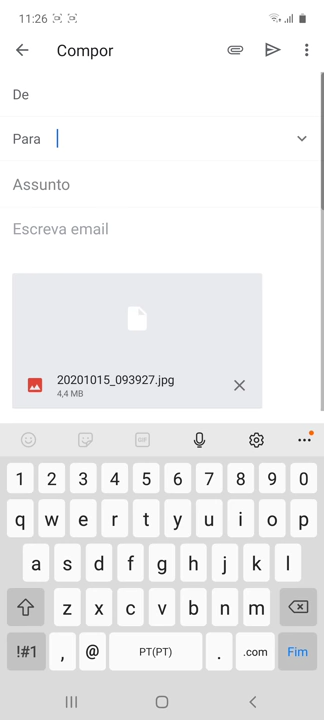 11:26
Compor
De
Para
Assunto
Escreva email
20201015_093927.jpg
4,4 MB
GIF
1 2 3 4 5 6 7 8 9 0
q w e r t y u i o p
a s d f g h j k l
z x c v b n m
!#1 , @ PT(PT) . .com Fim